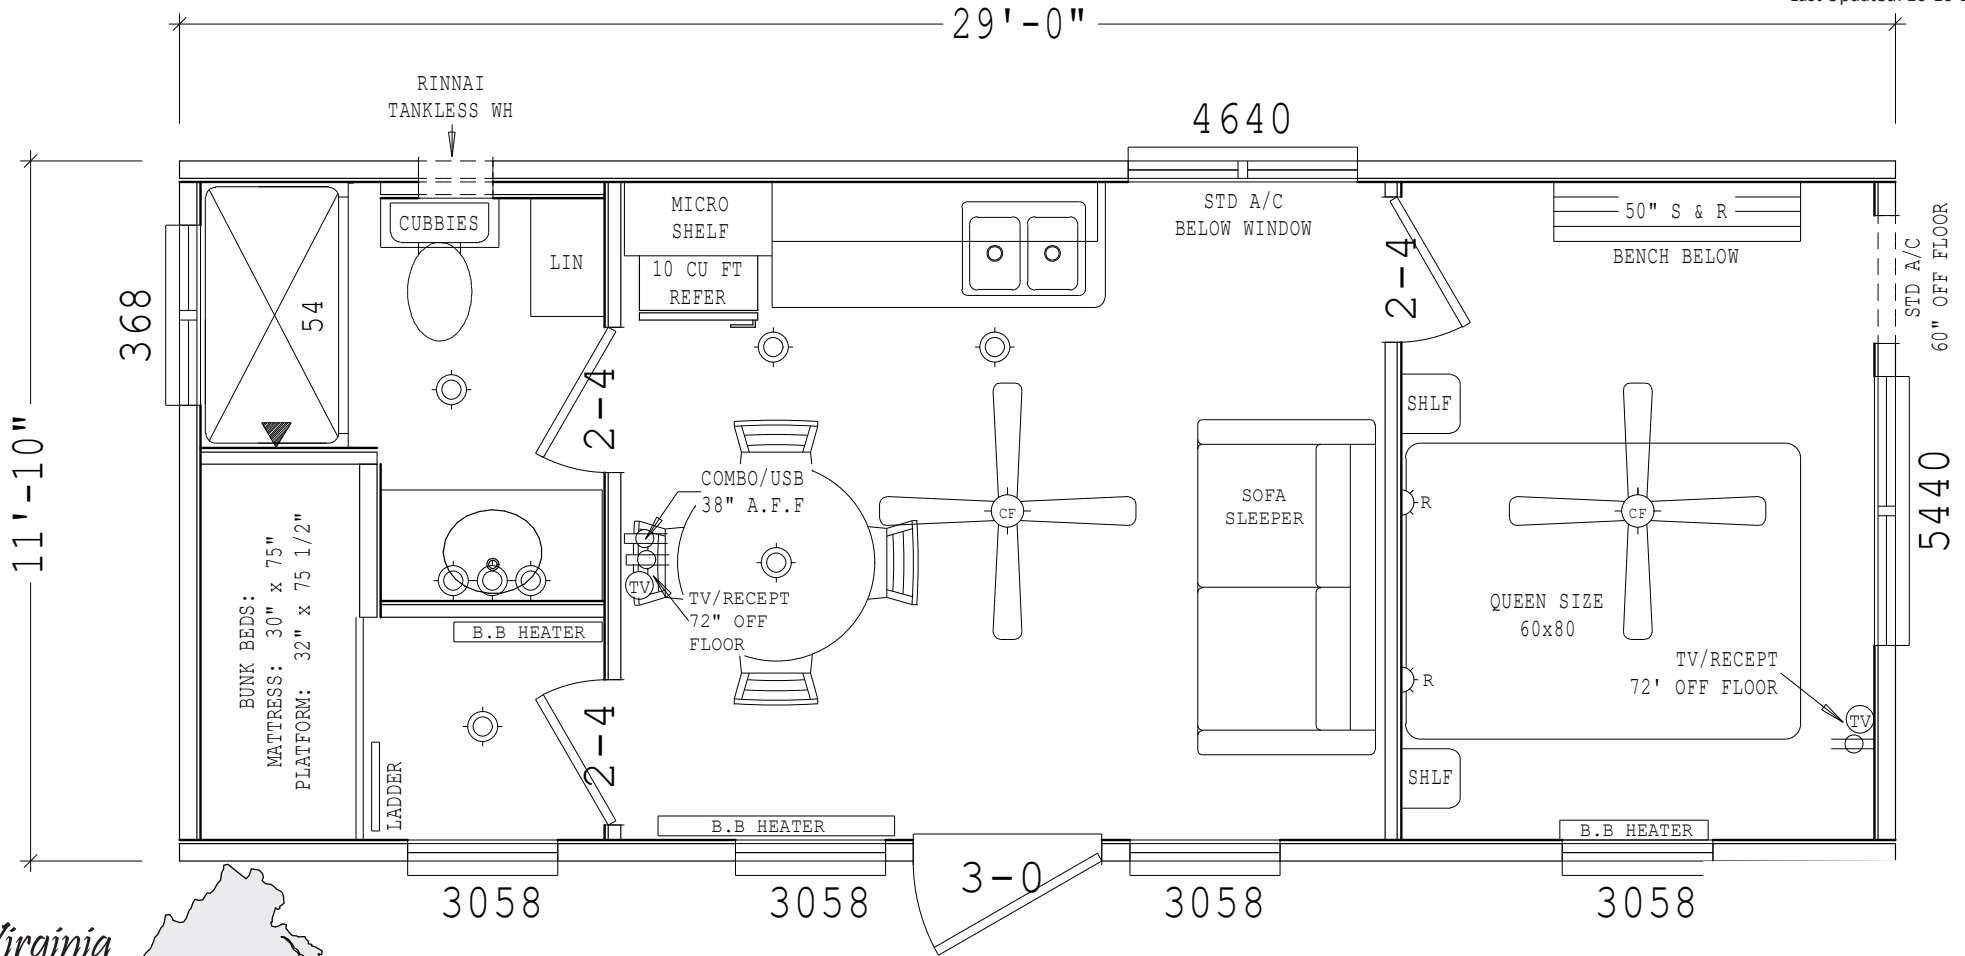 29'-0"
RINNAI
TANKLESS WH
4640
11'-10"
368
54
CUBBIES
LIN
MICRO
SHELF
10 CU FT
REFER
STD A/C
BELOW WINDOW
2-4
50" S & R
BENCH BELOW
STD A/C
60" OFF FLOOR
2-4
SHLF
COMBO/USB
38" A.F.F
CF
SOFA
SLEEPER
R
CF
5440
TV
TV/RECEPT
72" OFF
FLOOR
QUEEN SIZE
60x80
R
TV/RECEPT
72' OFF FLOOR
TV
BUNK BEDS:
MATTRESS: 30" x 75"
PLATFORM: 32" x 75 1/2"
B.B HEATER
2-4
LADDER
SHLF
B.B HEATER
B.B HEATER
3-0
3058
3058
3058
3058
Virginia